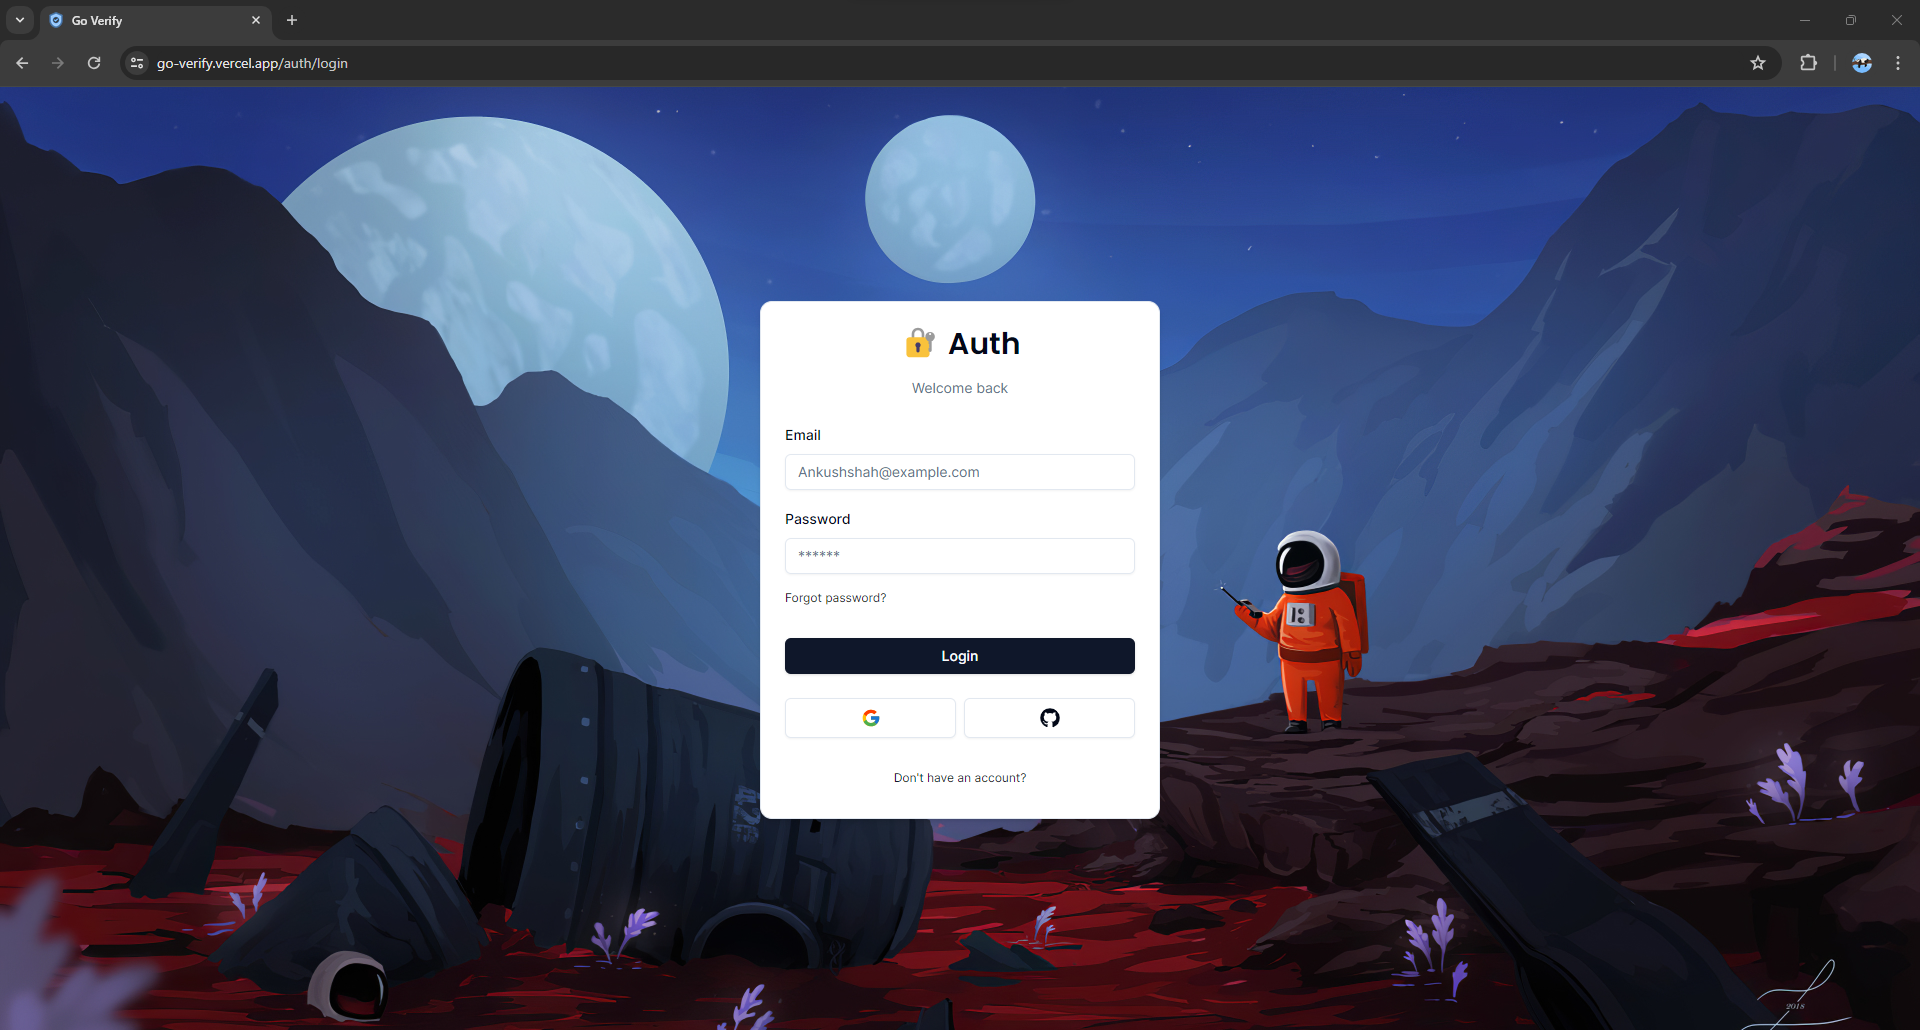 Go Verify
go-verify.vercel.app/auth/login
Auth
Welcome back
Email
Ankushshah@example.com
Password
******
Forgot password?
Login
Don't have an account?
2018